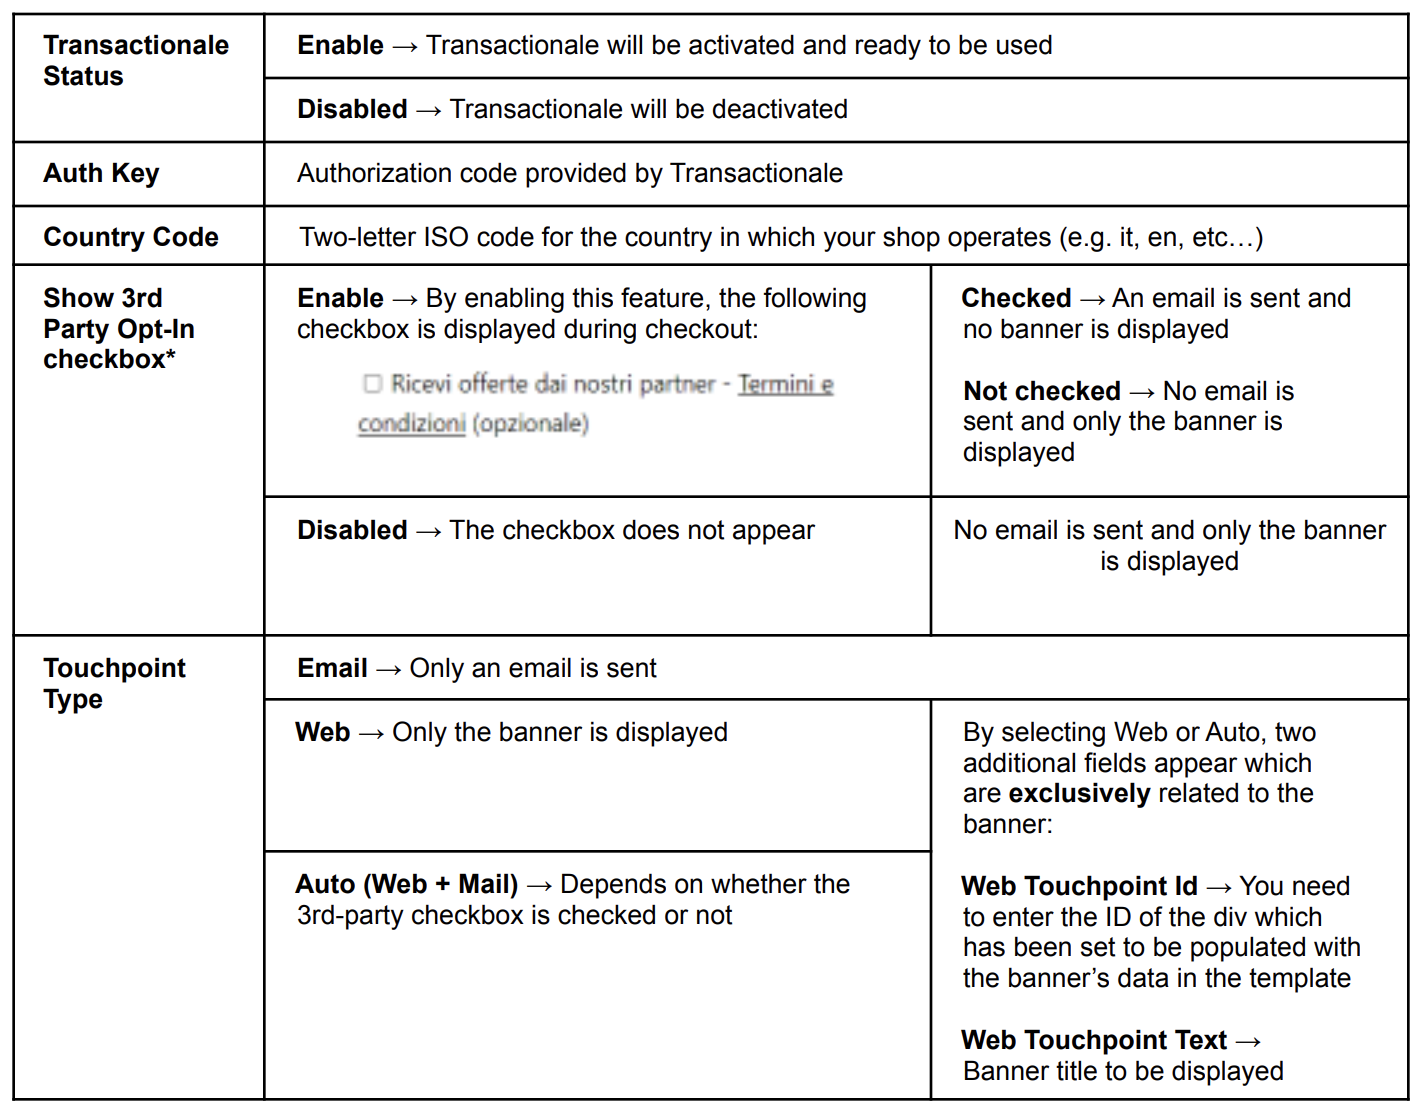 Transactionale
Status
Enable → Transactionale will be activated and ready to be used
Disabled → Transactionale will be deactivated
Auth Key
Authorization code provided by Transactionale
Country Code
Two-letter ISO code for the country in which your shop operates (e.g. it, en, etc…)
Show 3rd
Party Opt-In
checkbox*
Enable → By enabling this feature, the following
checkbox is displayed during checkout:
☐ Ricevi offerte dai nostri partner - Termini e
condizioni (opzionale)
Checked → An email is sent and
no banner is displayed
Not checked → No email is
sent and only the banner is
displayed
Disabled → The checkbox does not appear
No email is sent and only the banner
is displayed
Touchpoint
Type
Email → Only an email is sent
Web → Only the banner is displayed
Auto (Web + Mail) → Depends on whether the
3rd-party checkbox is checked or not
By selecting Web or Auto, two
additional fields appear which
are exclusively related to the
banner:
Web Touchpoint Id → You need
to enter the ID of the div which
has been set to be populated with
the banner’s data in the template
Web Touchpoint Text →
Banner title to be displayed